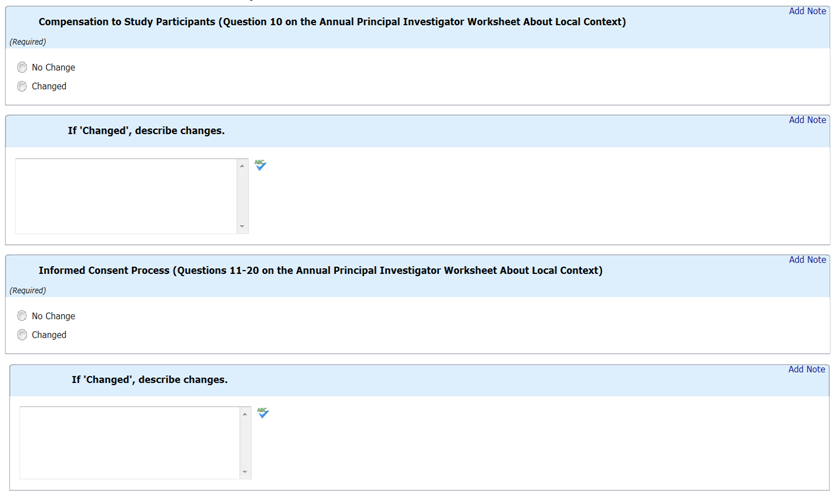 Add Note
Compensation to Study Participants (Question 10 on the Annual Principal Investigator Worksheet About Local Context)
(Required)
No Change
Changed
Add Note
If 'Changed', describe changes.
ABC
Add Note
Informed Consent Process (Questions 11-20 on the Annual Principal Investigator Worksheet About Local Context)
(Required)
No Change
Changed
Add Note
If 'Changed', describe changes.
ABC